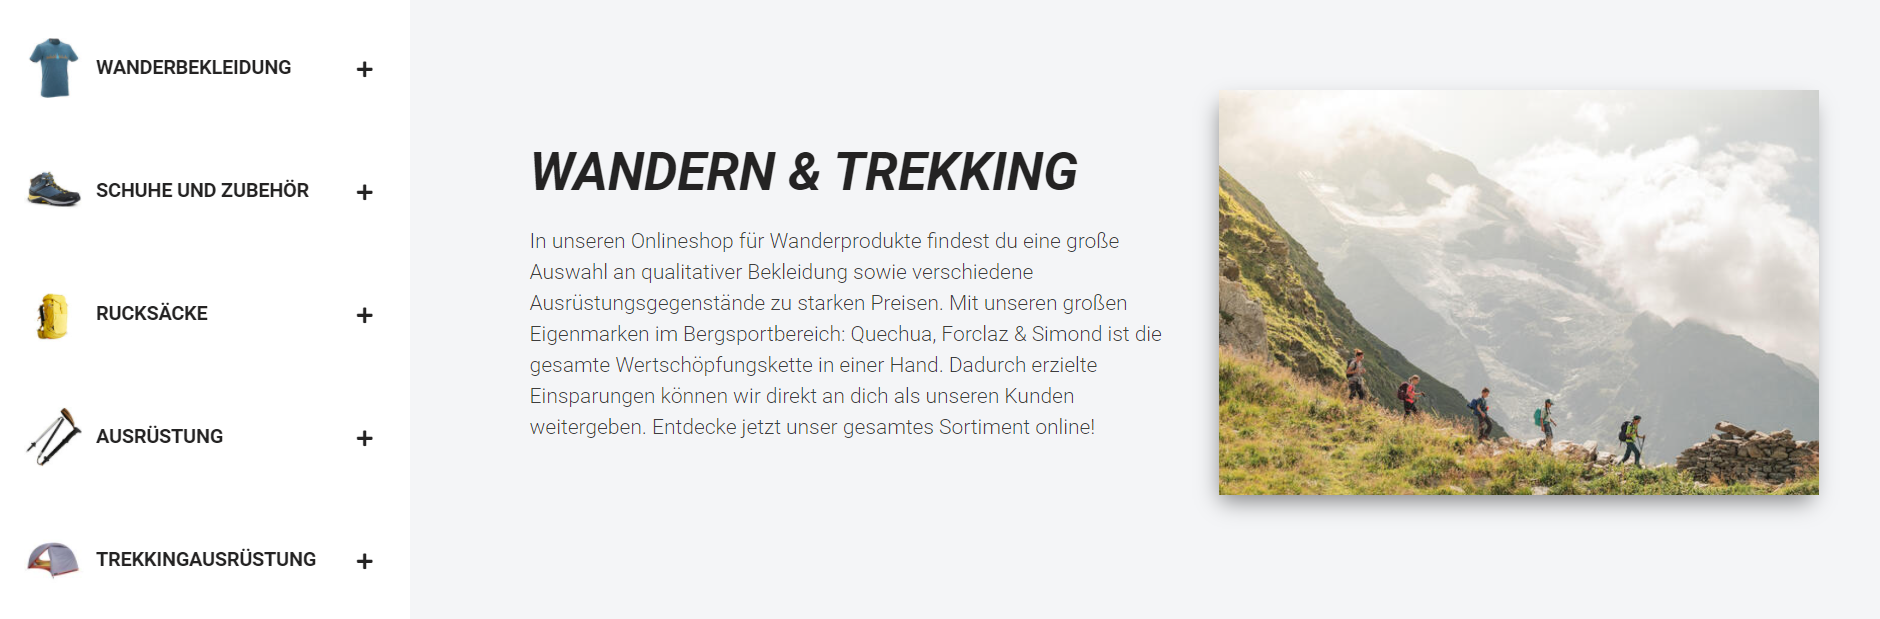 WANDERBEKLEIDUNG
SCHUHE UND ZUBEHÖR
RUCKSÄCKE
AUSRÜSTUNG
TREKKINGAUSRÜSTUNG
WANDERN & TREKKING
In unseren Onlineshop für Wanderprodukte findest du eine große
Auswahl an qualitativer Bekleidung sowie verschiedene
Ausrüstungsgegenstände zu starken Preisen. Mit unseren großen
Eigenmarken im Bergsportbereich: Quechua, Forclaz & Simond ist die
gesamte Wertschöpfungskette in einer Hand. Dadurch erzielte
Einsparungen können wir direkt an dich als unseren Kunden
weitergeben. Entdecke jetzt unser gesamtes Sortiment online!